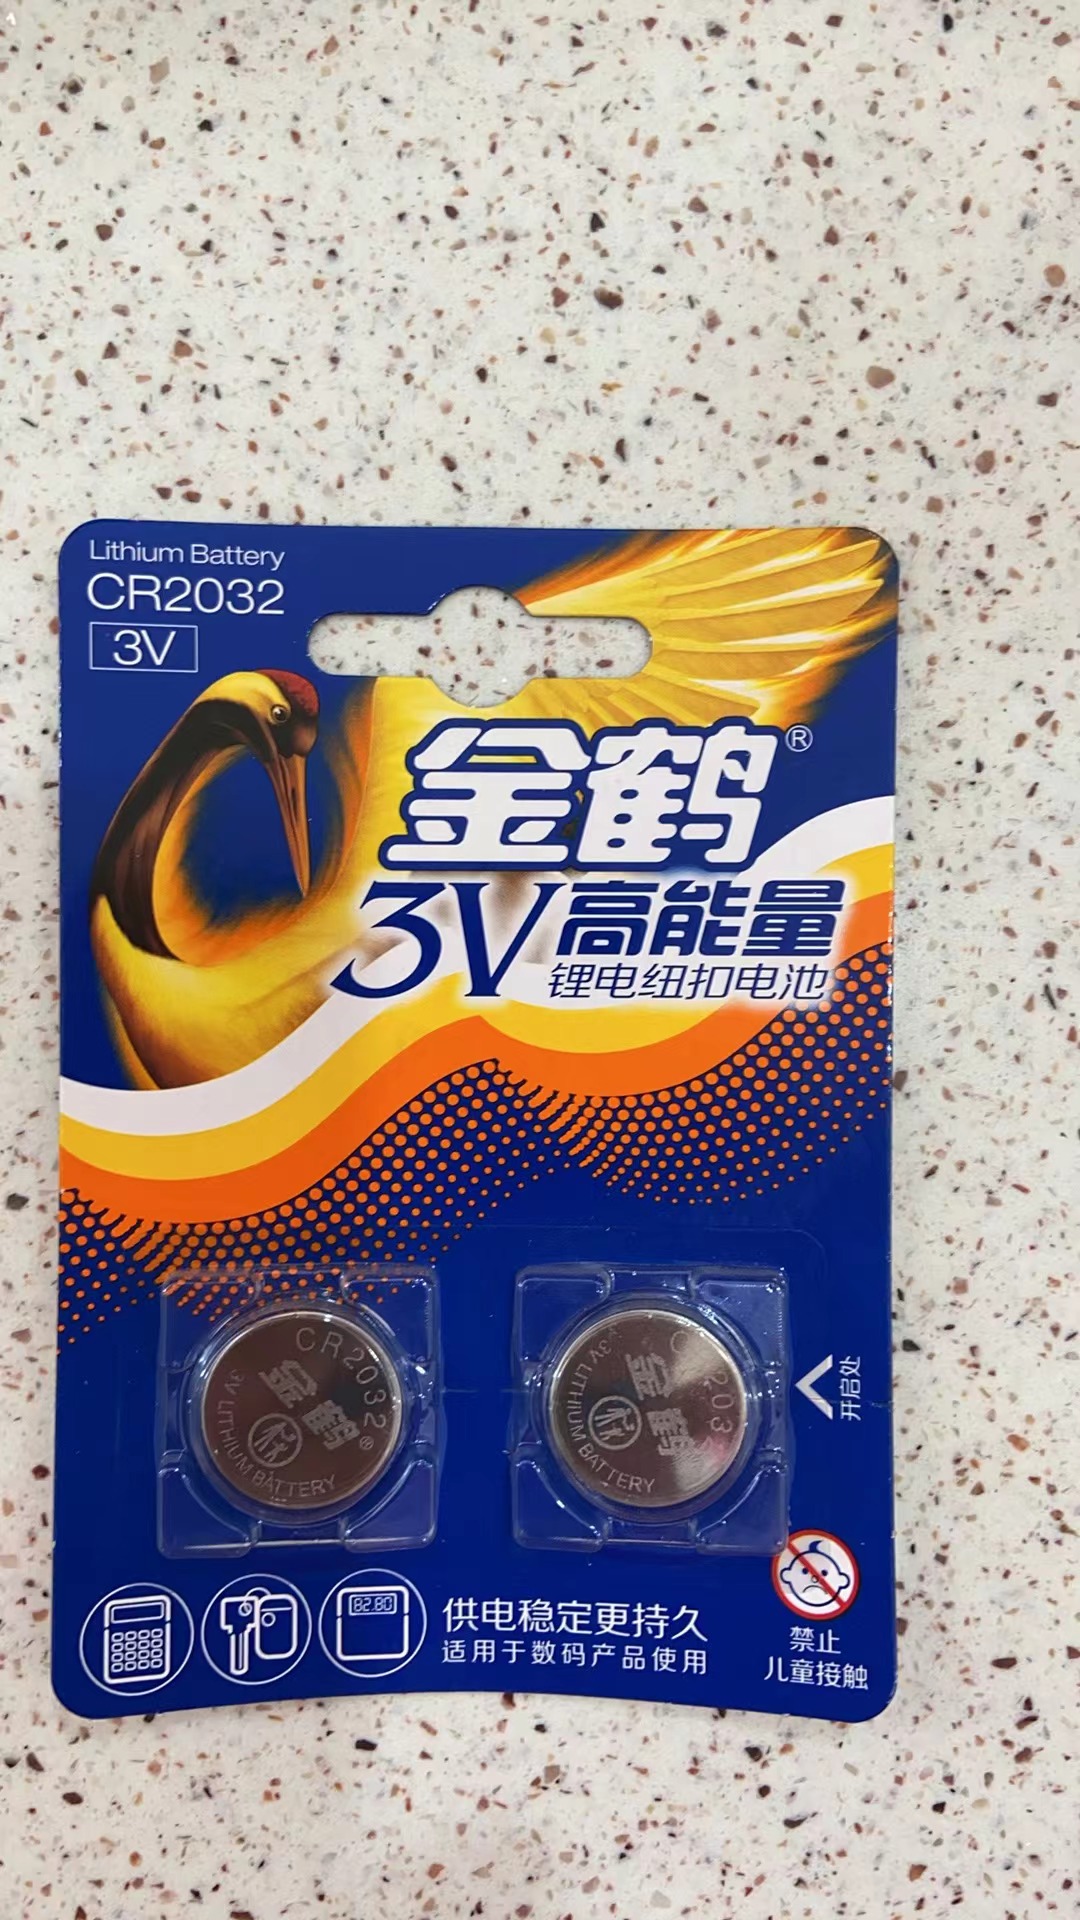 Lithium Battery
CR2032
3V
金鹤®
3V高能量
锂电纽扣电池
CR2032
金鹤®
3V LITHIUM BATTERY
203
金鹤
3V LITHIUM BATTERY
开启处
82.80
供电稳定更持久
适用于数码产品使用
禁止
儿童接触